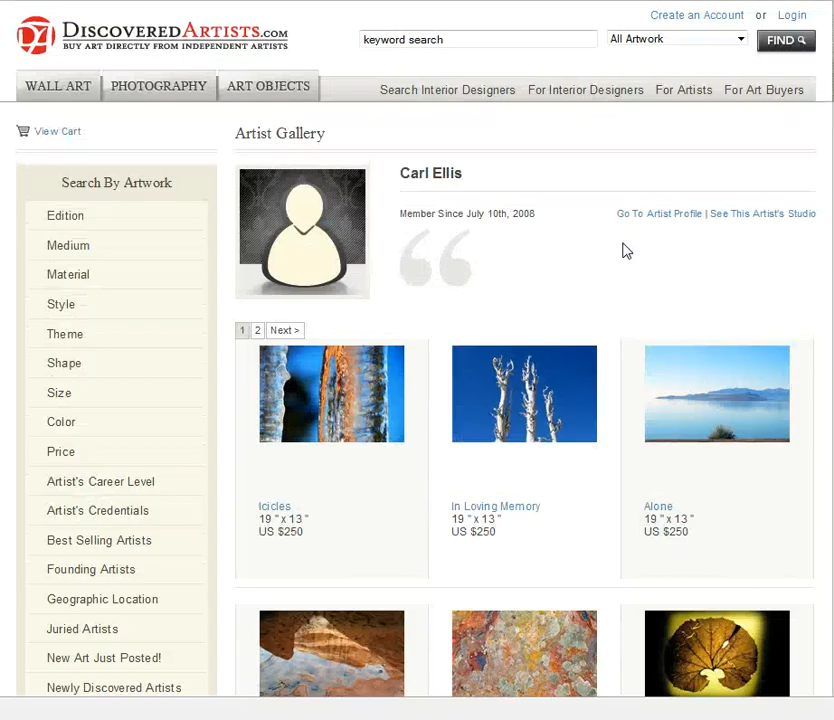 Create an Account or Login
DISCOVEREDARTISTS.COM
BUY ART DIRECTLY FROM INDEPENDENT ARTISTS
keyword search
All Artwork
FIND
WALL ART
PHOTOGRAPHY
ART OBJECTS
Search Interior Designers
For Interior Designers
For Artists
For Art Buyers
View Cart
Artist Gallery
Search By Artwork
Edition
Medium
Material
Style
Theme
Shape
Size
Color
Price
Artist's Career Level
Artist's Credentials
Best Selling Artists
Founding Artists
Geographic Location
Juried Artists
New Art Just Posted!
Newly Discovered Artists
Carl Ellis
Member Since July 10th, 2008
Go To Artist Profile | See This Artist's Studio
“
1 2 Next >
Icicles
19 " x 13 "
US $250
In Loving Memory
19 " x 13 "
US $250
Alone
19 " x 13 "
US $250